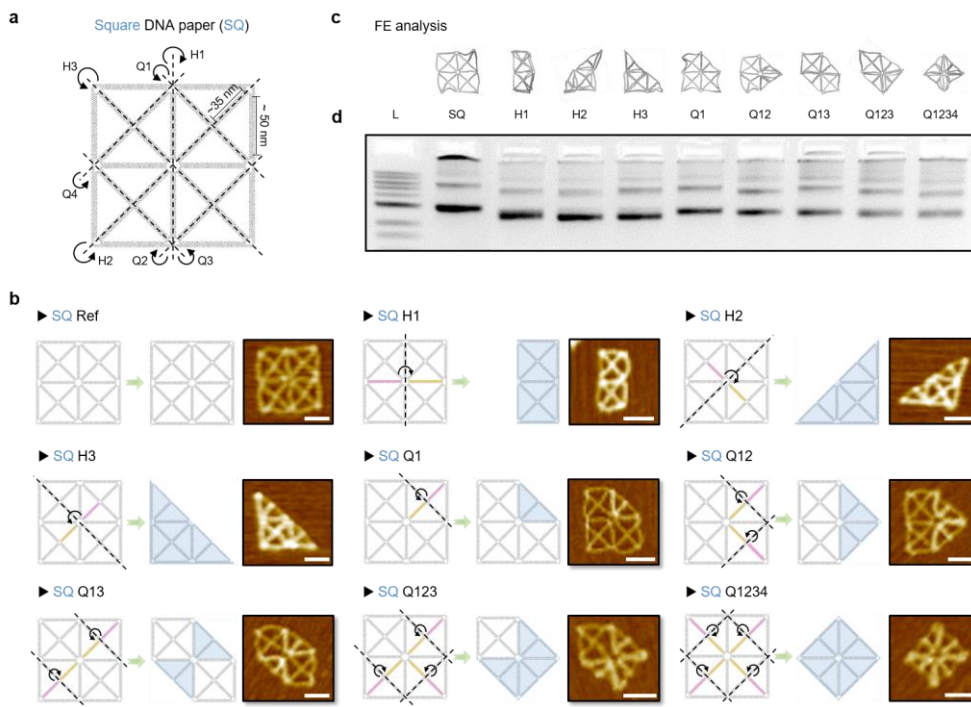 a
Square DNA paper (SQ)
H1
Q1
H3
~35 nm
~ 50 nm
Q4
H2
Q2
Q3
c
FE analysis
d
L
SQ
H1
H2
H3
Q1
Q12
Q13
Q123
Q1234
b
▶ SQ Ref
▶ SQ H1
▶ SQ H2
▶ SQ H3
▶ SQ Q1
▶ SQ Q12
▶ SQ Q13
▶ SQ Q123
▶ SQ Q1234